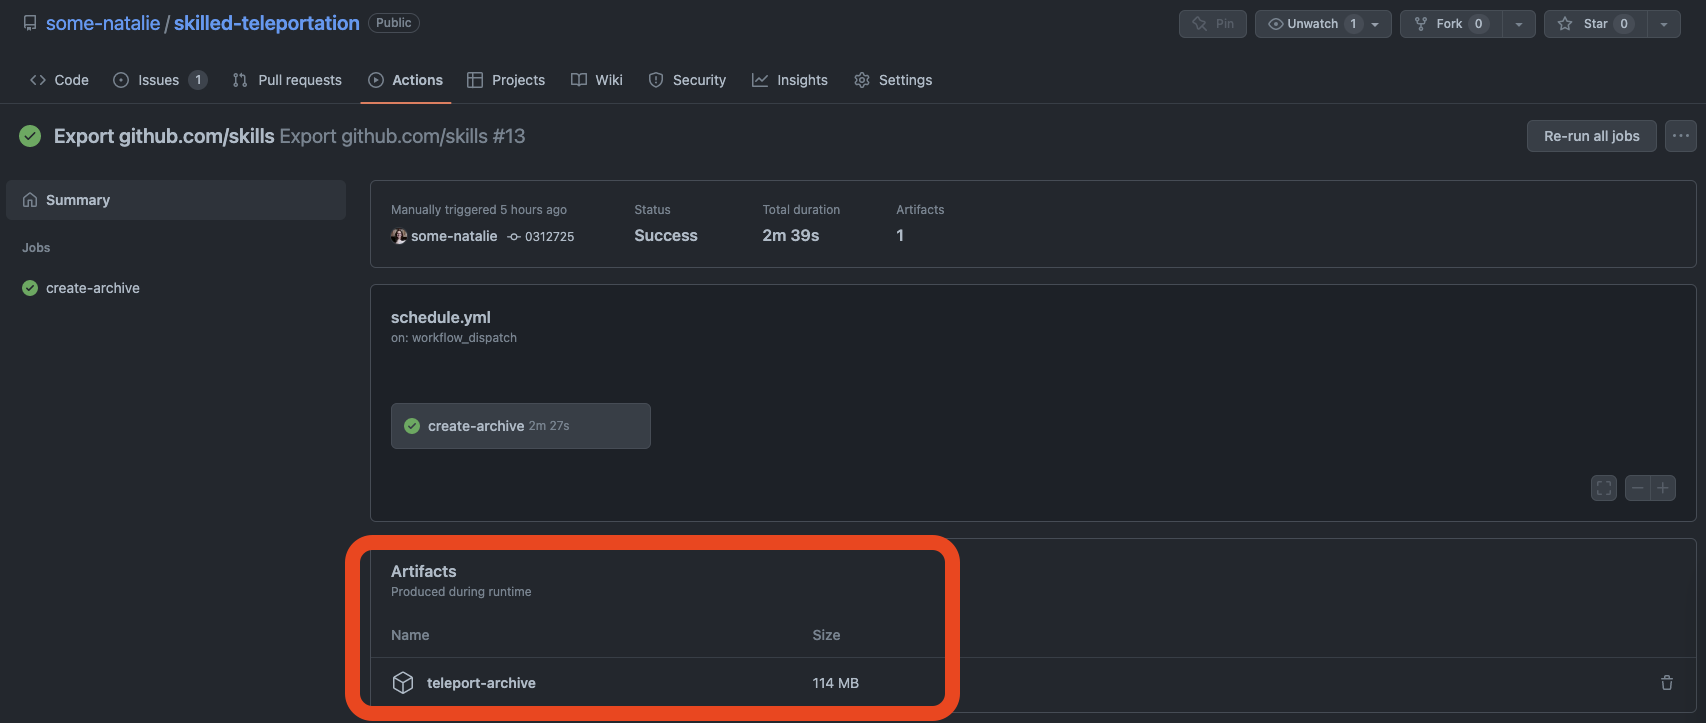 some-natalie / skilled-teleportation Public
Pin Unwatch 1 Fork 0 Star 0
Code Issues 1 Pull requests Actions Projects Wiki Security Insights Settings
Export github.com/skills Export github.com/skills #13
Re-run all jobs
Summary
Jobs
create-archive
Manually triggered 5 hours ago Status Total duration Artifacts
some-natalie 0312725 Success 2m 39s 1
schedule.yml
on: workflow_dispatch
create-archive 2m 27s
Artifacts
Produced during runtime
Name Size
teleport-archive 114 MB